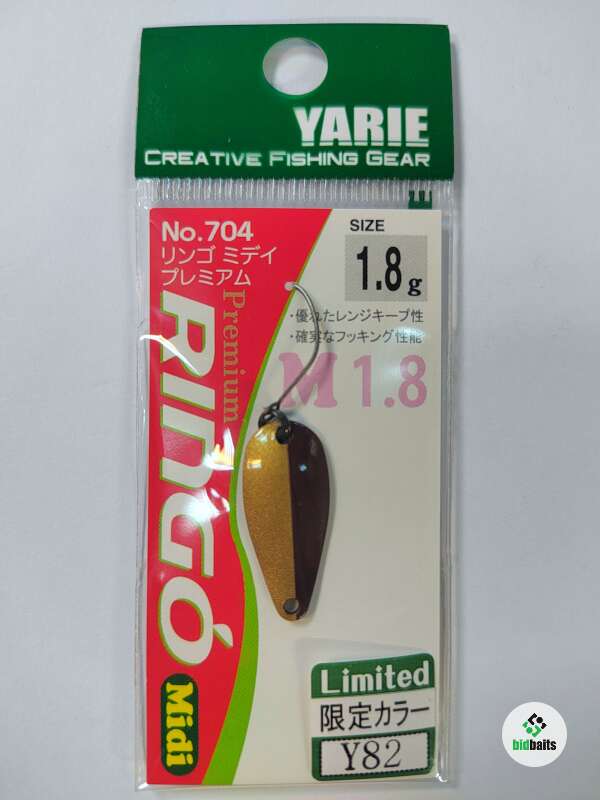 YARIE
CREATIVE FISHING GEAR
No.704
リンゴ ミデイ
プレミアム
SIZE
1.8g
・優れたレンジキープ性
・確実なフッキング性能
M 1.8
Premium
RINGO
Midi
Limited
限定カラー
Y82
bidbaits